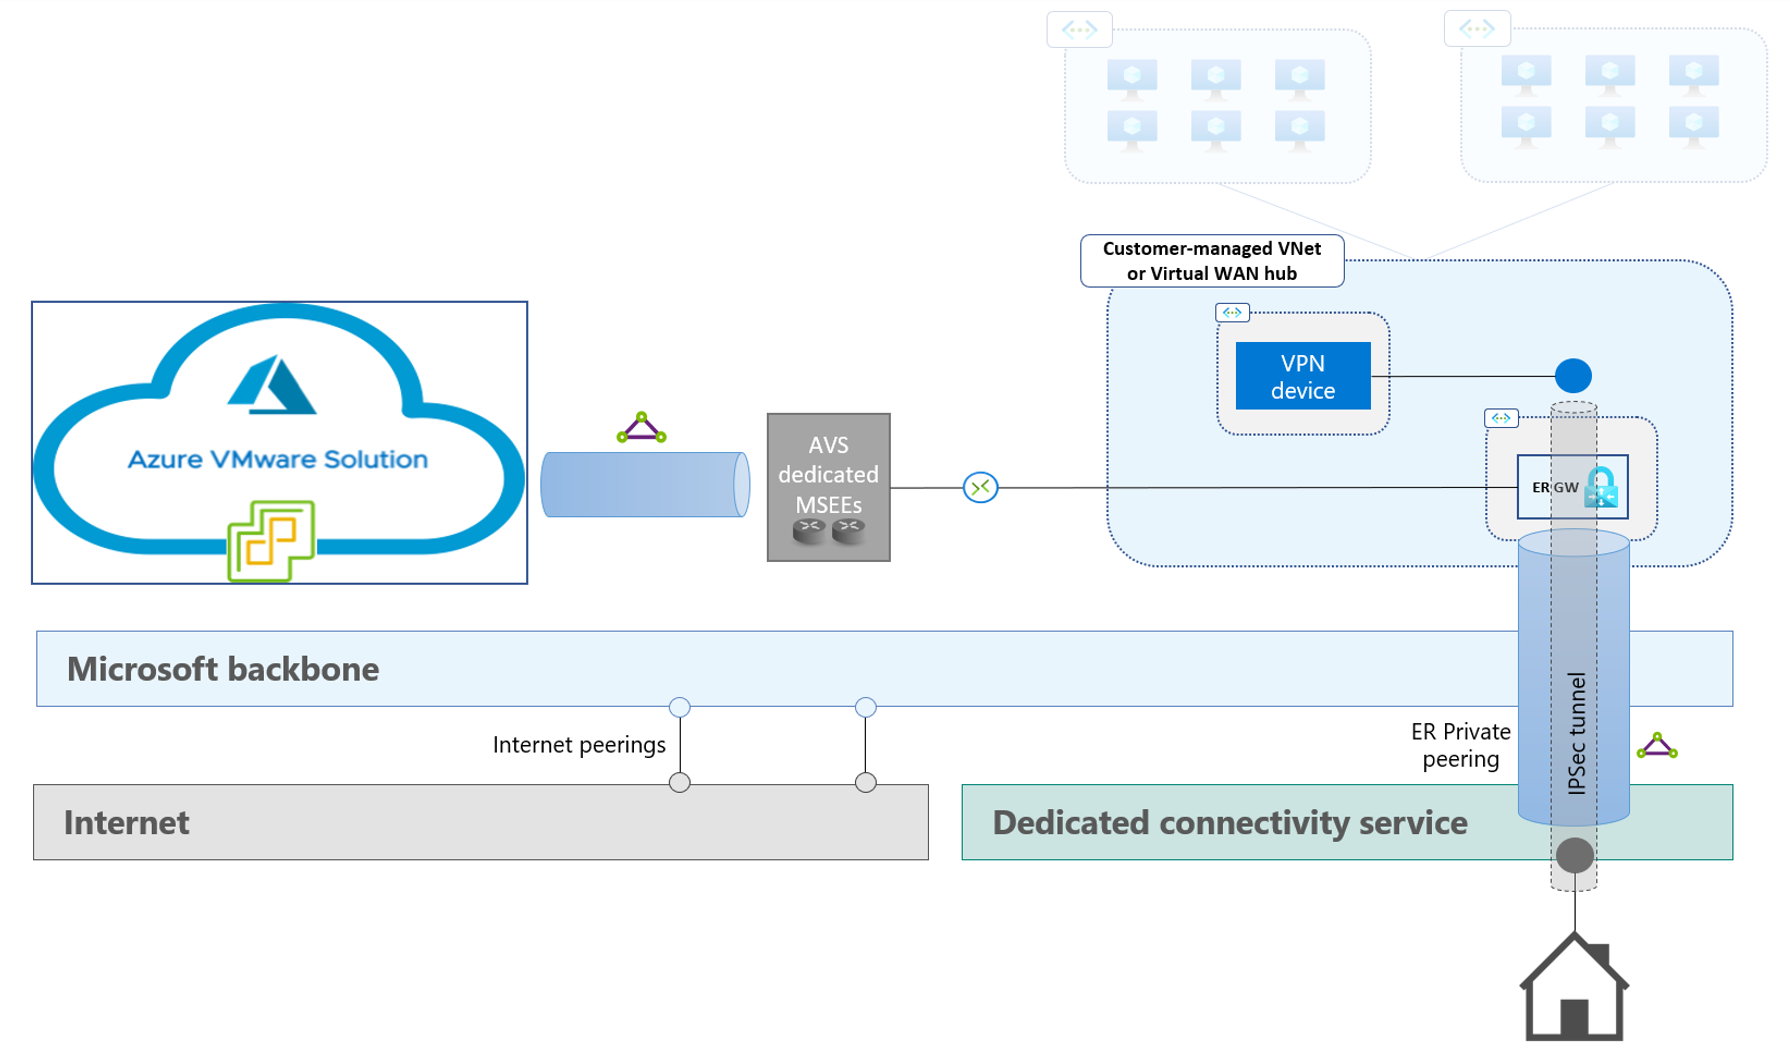 Customer-managed VNet
or Virtual WAN hub
VPN
device
Azure VMware Solution
AVS
dedicated
MSEEs
ER GW
Microsoft backbone
Internet peerings
ER Private
peering
IPSec tunnel
Internet
Dedicated connectivity service